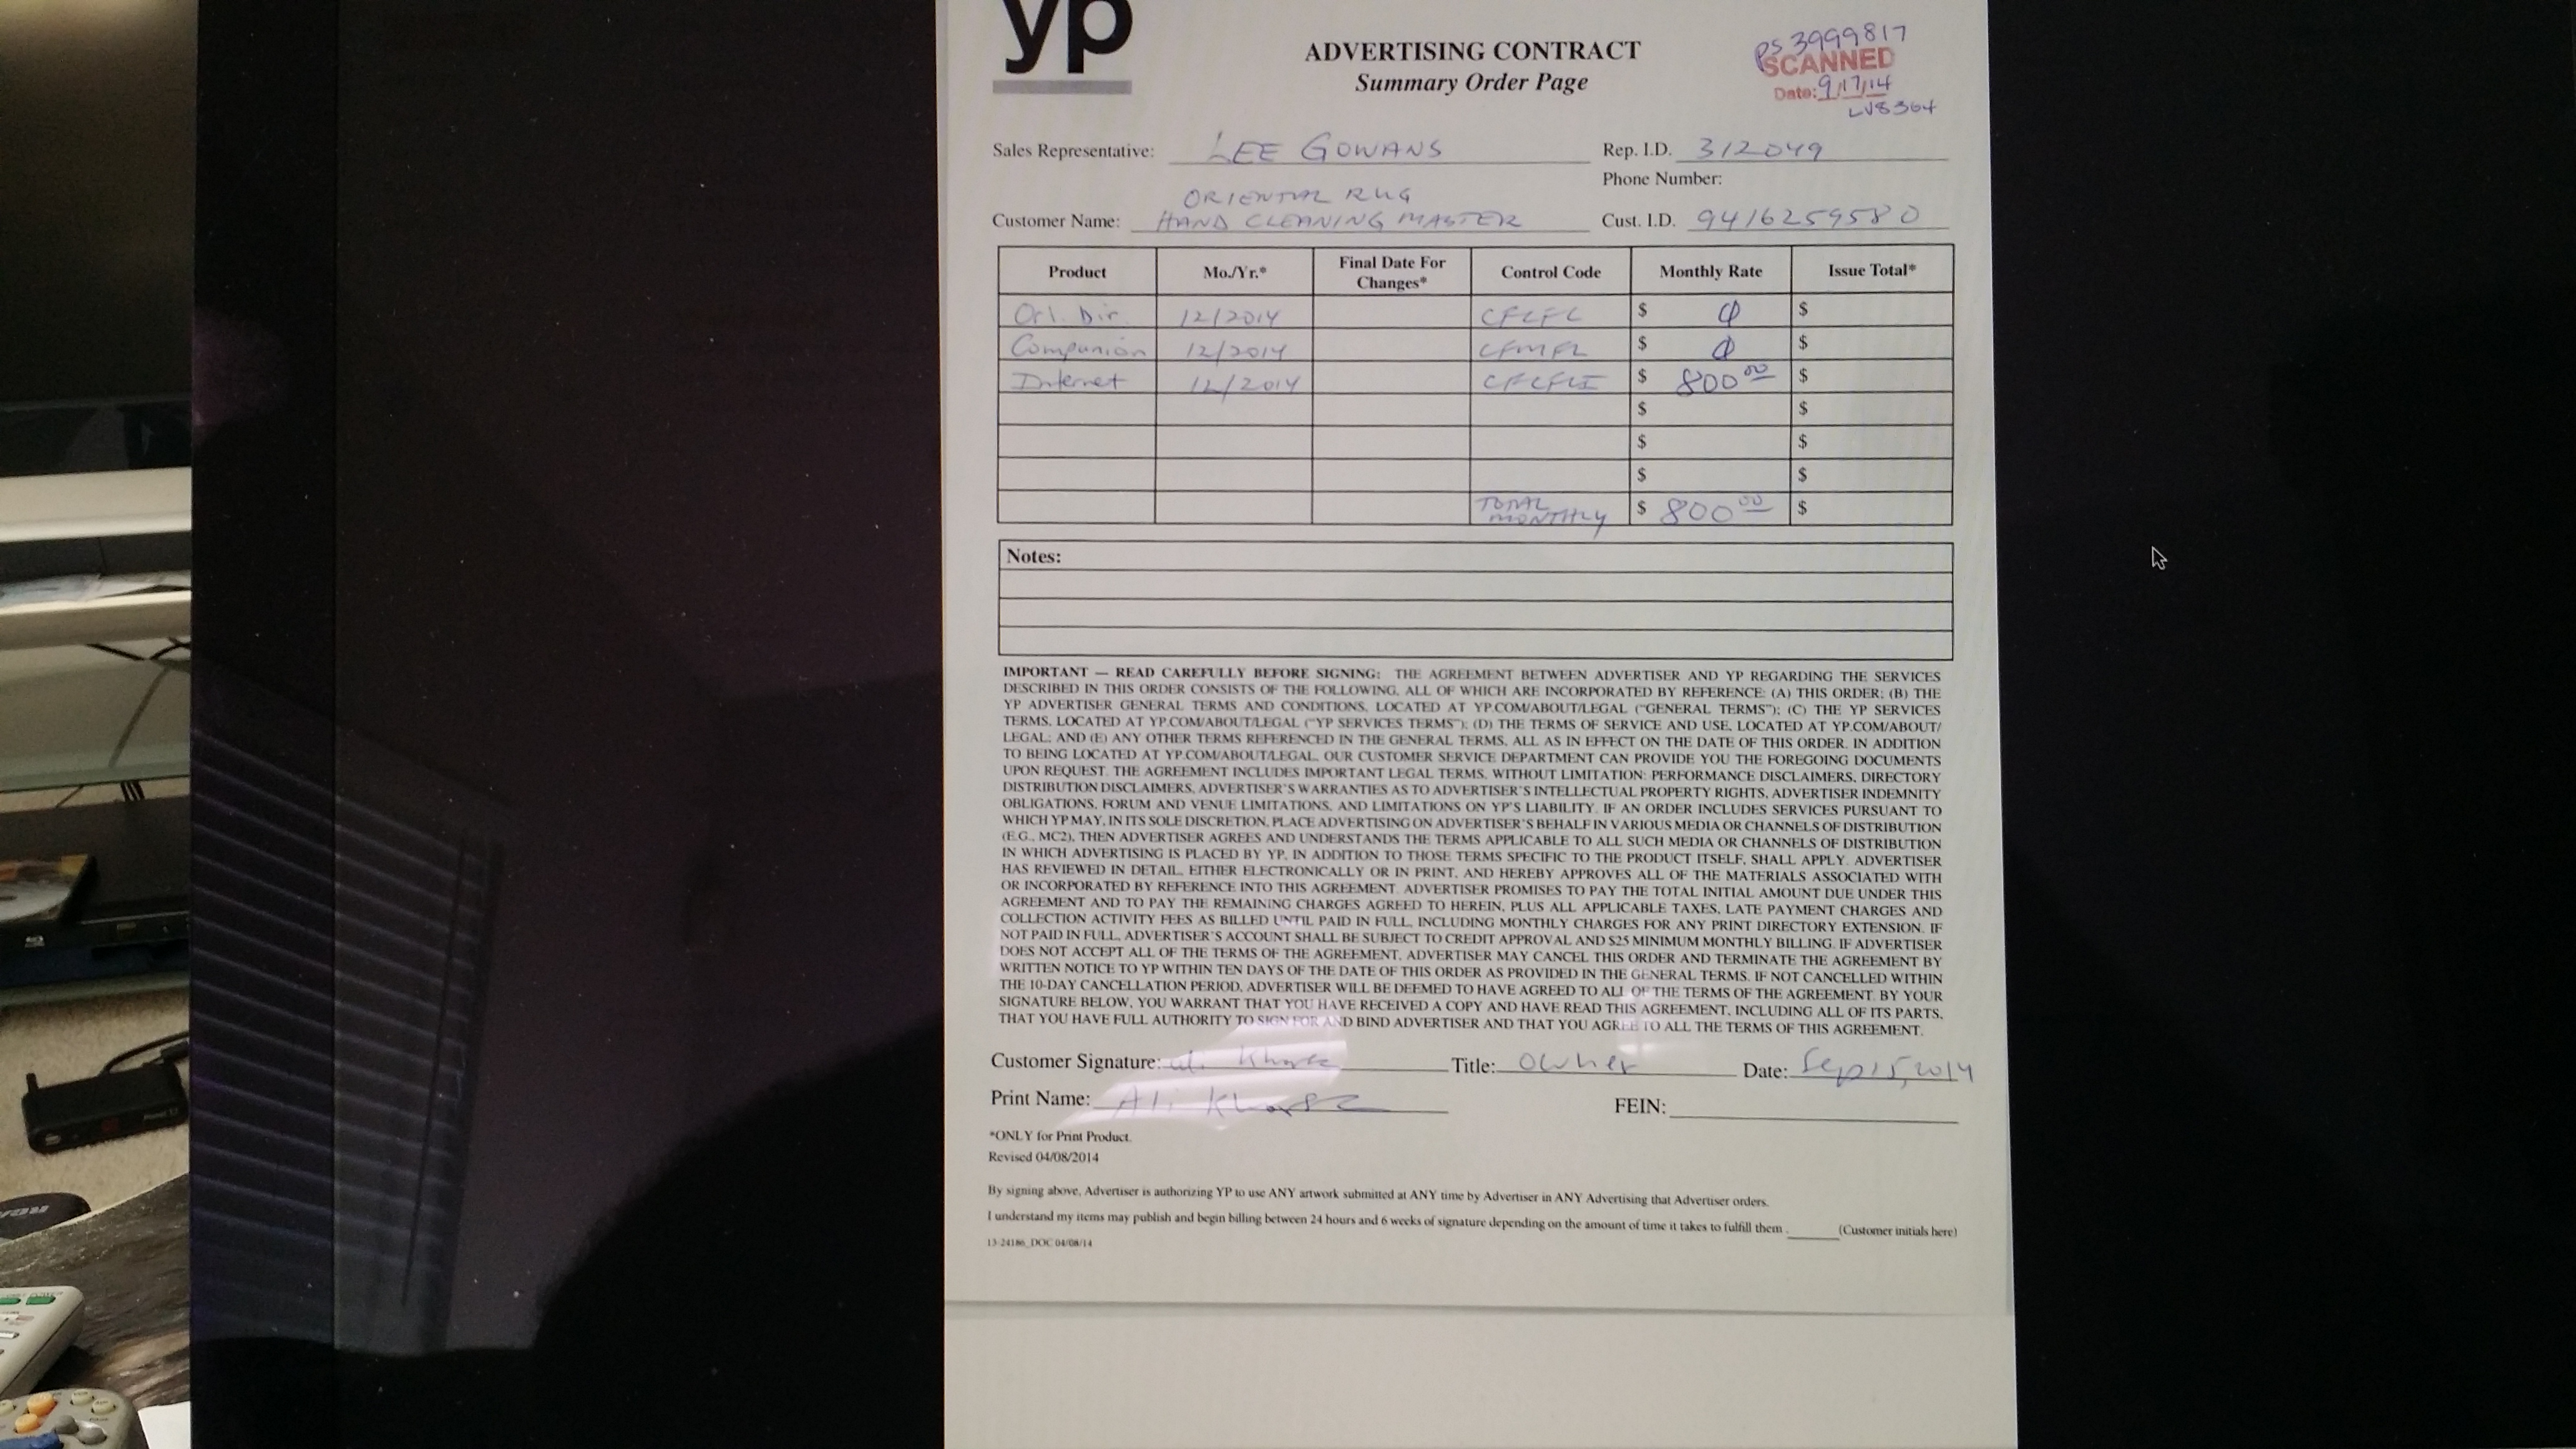 yp
ADVERTISING CONTRACT
Summary Order Page
PS 3999817
SCANNED
Date: 9/17/14
LV8364
Sales Representative: LEE GOWANS Rep. I.D. 312049
Phone Number:
ORIENTAL RUG
Customer Name: HAND CLEANING MASTER Cust. I.D. 9416259580
Product Mo./Yr.* Final Date For Changes* Control Code Monthly Rate Issue Total*
Orl. Dir. 12/2014 CFLFL $ 0 $
Companion 12/2014 CFMFL $ 0 $
Internet 12/2014 CFLFLI $ 800.00 $
$ $
$ $
$ $
TOTAL MONTHLY $ 800.00 $
Notes:
IMPORTANT — READ CAREFULLY BEFORE SIGNING: THE AGREEMENT BETWEEN ADVERTISER AND YP REGARDING THE SERVICES
DESCRIBED IN THIS ORDER CONSISTS OF THE FOLLOWING, ALL OF WHICH ARE INCORPORATED BY REFERENCE: (A) THIS ORDER; (B) THE
YP ADVERTISER GENERAL TERMS AND CONDITIONS, LOCATED AT YP.COM/ABOUT/LEGAL ("GENERAL TERMS"); (C) THE YP SERVICES
TERMS, LOCATED AT YP.COM/ABOUT/LEGAL ("YP SERVICES TERMS"); (D) THE TERMS OF SERVICE AND USE, LOCATED AT YP.COM/ABOUT/
LEGAL; AND (E) ANY OTHER TERMS REFERENCED IN THE GENERAL TERMS, ALL AS IN EFFECT ON THE DATE OF THIS ORDER. IN ADDITION
TO BEING LOCATED AT YP.COM/ABOUT/LEGAL, OUR CUSTOMER SERVICE DEPARTMENT CAN PROVIDE YOU THE FOREGOING DOCUMENTS
UPON REQUEST. THE AGREEMENT INCLUDES IMPORTANT LEGAL TERMS, WITHOUT LIMITATION: PERFORMANCE DISCLAIMERS, DIRECTORY
DISTRIBUTION DISCLAIMERS, ADVERTISER'S WARRANTIES AS TO ADVERTISER'S INTELLECTUAL PROPERTY RIGHTS, ADVERTISER INDEMNITY
OBLIGATIONS, FORUM AND VENUE LIMITATIONS, AND LIMITATIONS ON YP'S LIABILITY. IF AN ORDER INCLUDES SERVICES PURSUANT TO
WHICH YP MAY, IN ITS SOLE DISCRETION, PLACE ADVERTISING ON ADVERTISER'S BEHALF IN VARIOUS MEDIA OR CHANNELS OF DISTRIBUTION
(E.G., MC2), THEN ADVERTISER AGREES AND UNDERSTANDS THE TERMS APPLICABLE TO ALL SUCH MEDIA OR CHANNELS OF DISTRIBUTION
IN WHICH ADVERTISING IS PLACED BY YP, IN ADDITION TO THOSE TERMS SPECIFIC TO THE PRODUCT ITSELF, SHALL APPLY. ADVERTISER
HAS REVIEWED IN DETAIL, EITHER ELECTRONICALLY OR IN PRINT, AND HEREBY APPROVES ALL OF THE MATERIALS ASSOCIATED WITH
OR INCORPORATED BY REFERENCE INTO THIS AGREEMENT. ADVERTISER PROMISES TO PAY THE TOTAL INITIAL AMOUNT DUE UNDER THIS
AGREEMENT AND TO PAY THE REMAINING CHARGES AGREED TO HEREIN, PLUS ALL APPLICABLE TAXES, LATE PAYMENT CHARGES AND
COLLECTION ACTIVITY FEES AS BILLED UNTIL PAID IN FULL, INCLUDING MONTHLY CHARGES FOR ANY PRINT DIRECTORY EXTENSION. IF
NOT PAID IN FULL, ADVERTISER'S ACCOUNT SHALL BE SUBJECT TO CREDIT APPROVAL AND $25 MINIMUM MONTHLY BILLING. IF ADVERTISER
DOES NOT ACCEPT ALL OF THE TERMS OF THE AGREEMENT, ADVERTISER MAY CANCEL THIS ORDER AND TERMINATE THE AGREEMENT BY
WRITTEN NOTICE TO YP WITHIN TEN DAYS OF THE DATE OF THIS ORDER AS PROVIDED IN THE GENERAL TERMS. IF NOT CANCELLED WITHIN
THE 10-DAY CANCELLATION PERIOD, ADVERTISER WILL BE DEEMED TO HAVE AGREED TO ALL OF THE TERMS OF THE AGREEMENT. BY YOUR
SIGNATURE BELOW, YOU WARRANT THAT YOU HAVE RECEIVED A COPY AND HAVE READ THIS AGREEMENT, INCLUDING ALL OF ITS PARTS,
THAT YOU HAVE FULL AUTHORITY TO SIGN FOR AND BIND ADVERTISER AND THAT YOU AGREE TO ALL THE TERMS OF THIS AGREEMENT.
Customer Signature: Title: Owner Date: Sep 15, 2014
Print Name: Ali FEIN:
*ONLY for Print Product.
Revised 04/08/2014
By signing above, Advertiser is authorizing YP to use ANY artwork submitted at ANY time by Advertiser in ANY Advertising that Advertiser orders.
I understand my items may publish and begin billing between 24 hours and 6 weeks of signature depending on the amount of time it takes to fulfill them. (Customer initials here)
13-24186_DOC 04/08/14
RCA